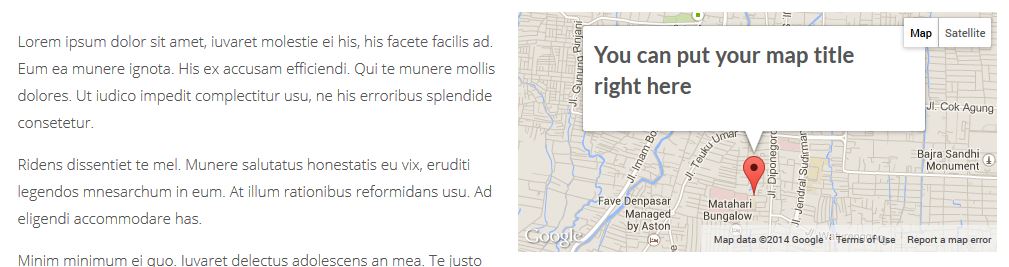 Lorem ipsum dolor sit amet, iuvaret molestie ei his, his facete facilis ad.
Eum ea munere ignota. His ex accusam efficiendi. Qui te munere mollis
dolores. Ut iudico impedit complectitur usu, ne his erroribus splendide
consetetur.
Ridens dissentiet te mel. Munere salutatus honestatis eu vix, eruditi
legendos mnesarchum in eum. At illum rationibus reformidans usu. Ad
eligendi accommodare has.
Minim minimum ei quo. Iuvaret delectus adolescens an mea. Te justo
You can put your map title
right here
Map
Satellite
Jl. Gunung Rinjani
Jl. Cok Agung
Jl. Imam Bo
Jl. Teuku Umar
Jl. Diponegoro
Jl. Jendral Sudirman
Bajra Sandhi
Monument
Matahari
Bungalow
Fave Denpasar
Managed
by Aston
Google
Map data ©2014 Google
Terms of Use
Report a map error